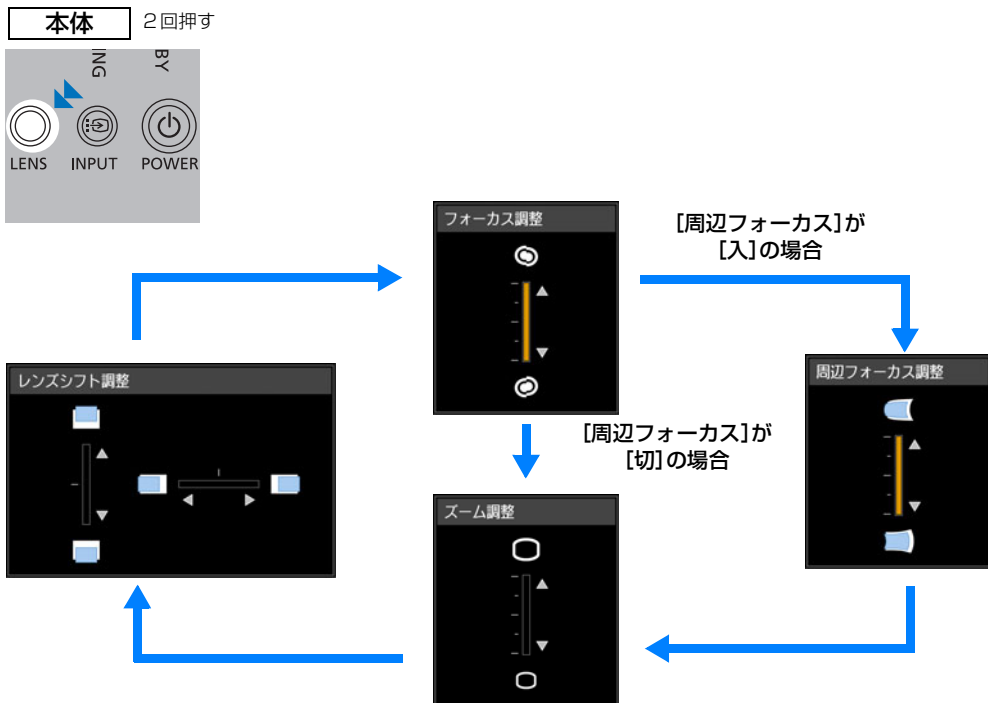 本体
2回押す
ING
BY
LENS INPUT POWER
フォーカス調整
[周辺フォーカス]が
[入]の場合
レンズシフト調整
周辺フォーカス調整
[周辺フォーカス]が
[切]の場合
ズーム調整